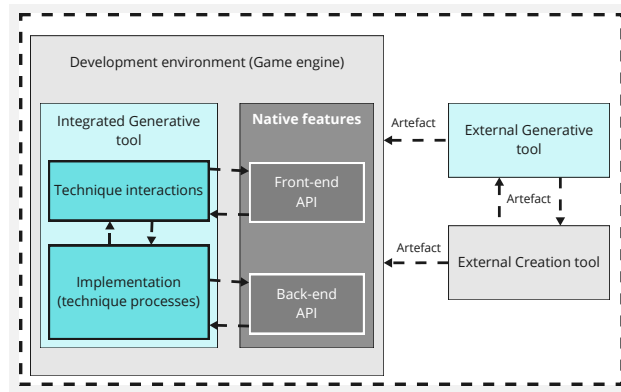 Development environment (Game engine)
Integrated Generative
tool
Technique interactions
Implementation
(technique processes)
Native features
Front-end
API
Back-end
API
Artefact
External Generative
tool
Artefact
Artefact
External Creation tool